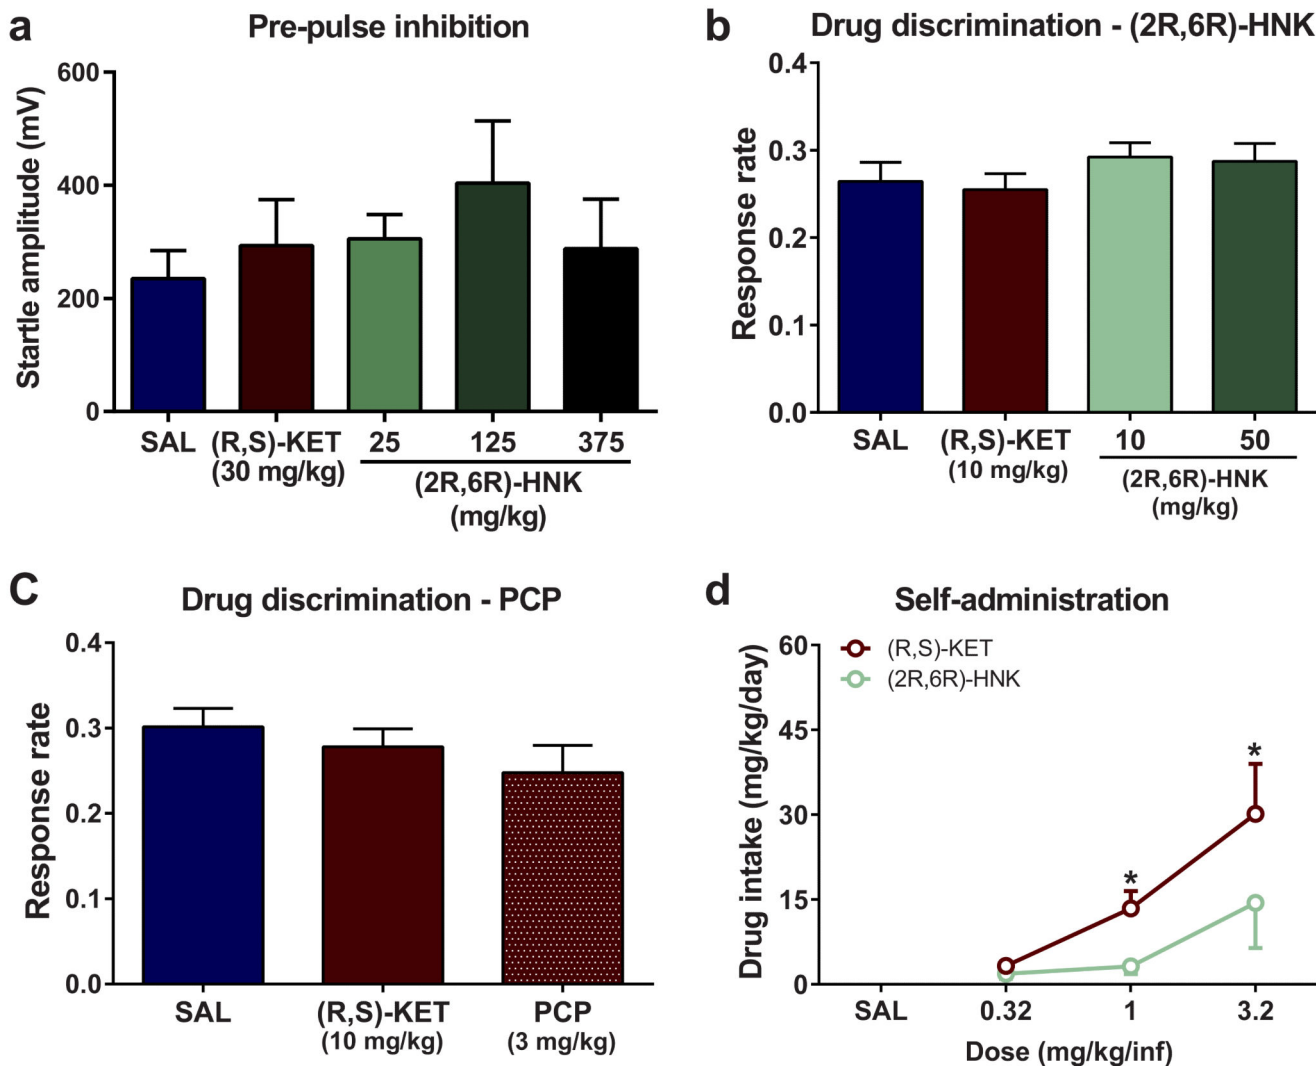 a
Pre-pulse inhibition
Startle amplitude (mV)
600
400
200
0
SAL
(R,S)-KET
(30 mg/kg)
25
125
375
(2R,6R)-HNK
(mg/kg)
b
Drug discrimination - (2R,6R)-HNK
Response rate
0.4
0.3
0.2
0.1
0.0
SAL
(R,S)-KET
(10 mg/kg)
10
50
(2R,6R)-HNK
(mg/kg)
C
Drug discrimination - PCP
Response rate
0.4
0.3
0.2
0.1
0.0
SAL
(R,S)-KET
(10 mg/kg)
PCP
(3 mg/kg)
d
Self-administration
(R,S)-KET
(2R,6R)-HNK
Drug intake (mg/kg/day)
60
45
30
15
0
*
*
SAL
0.32
1
3.2
Dose (mg/kg/inf)